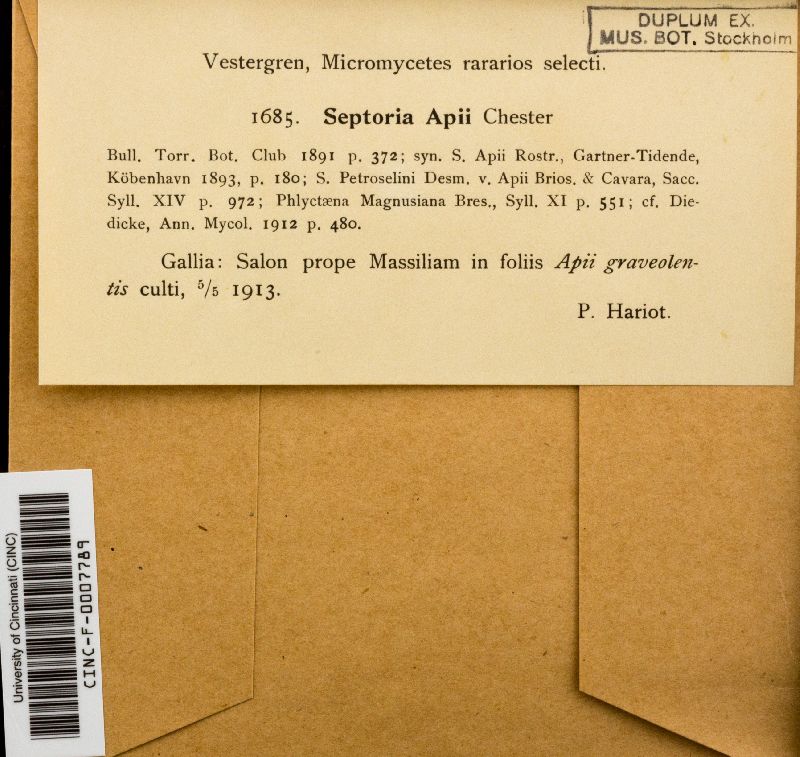 DUPLUM EX.
MUS. BOT. Stockholm
Vestergren, Micromycetes rararios selecti.
1685. Septoria Apii Chester
Bull. Torr. Bot. Club 1891 p. 372; syn. S. Apii Rostr., Gartner-Tidende,
Köbenhavn 1893, p. 180; S. Petroselini Desm. v. Apii Brios. & Cavara, Sacc.
Syll. XIV p. 972; Phlyctæna Magnusiana Bres., Syll. XI p. 551; cf. Die-
dicke, Ann. Mycol. 1912 p. 480.
Gallia: Salon prope Massiliam in foliis Apii graveolen-
tis culti, 5/5 1913.
P. Hariot.
University of Cincinnati (CINC)
CINC-F-0007789